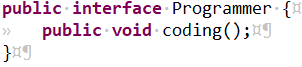 public interface Programmer {
    public void coding();
}